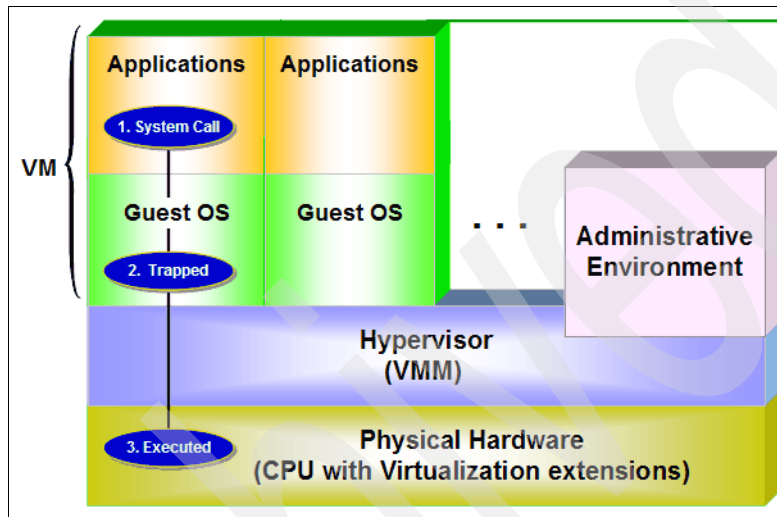 VM
Applications
Applications
1. System Call
Guest OS
Guest OS
2. Trapped
. . .
Administrative
Environment
Hypervisor
(VMM)
3. Executed
Physical Hardware
(CPU with Virtualization extensions)